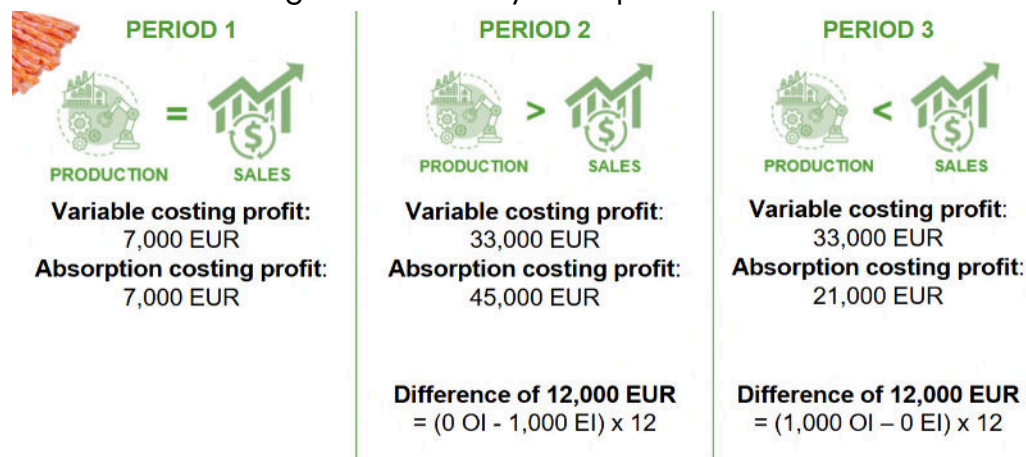 PERIOD 1
=
PRODUCTION
SALES
Variable costing profit:
7,000 EUR
Absorption costing profit:
7,000 EUR
PERIOD 2
>
PRODUCTION
SALES
Variable costing profit:
33,000 EUR
Absorption costing profit:
45,000 EUR
Difference of 12,000 EUR
= (0 OI - 1,000 EI) x 12
PERIOD 3
<
PRODUCTION
SALES
Variable costing profit:
33,000 EUR
Absorption costing profit:
21,000 EUR
Difference of 12,000 EUR
= (1,000 OI – 0 EI) x 12